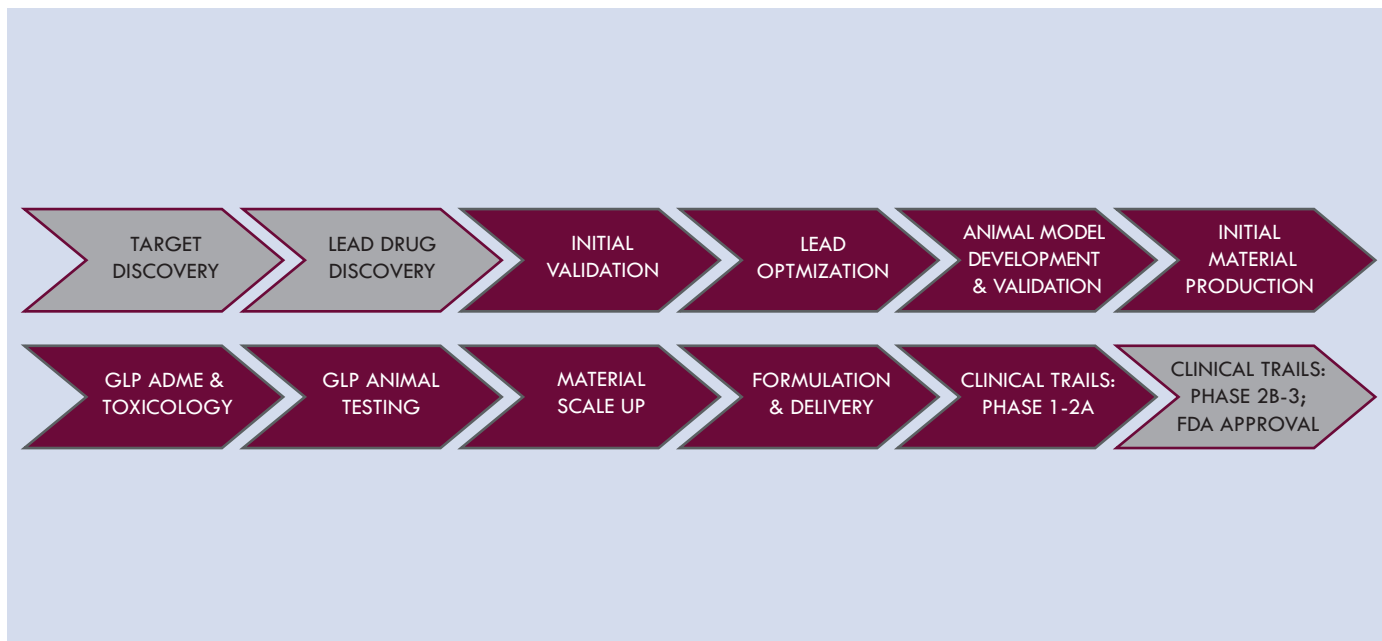 TARGET
DISCOVERY
LEAD DRUG
DISCOVERY
INITIAL
VALIDATION
LEAD
OPTMIZATION
ANIMAL MODEL
DEVELOPMENT
& VALIDATION
INITIAL
MATERIAL
PRODUCTION
GLP ADME &
TOXICOLOGY
GLP ANIMAL
TESTING
MATERIAL
SCALE UP
FORMULATION
& DELIVERY
CLINICAL TRAILS:
PHASE 1-2A
CLINICAL TRAILS:
PHASE 2B-3;
FDA APPROVAL